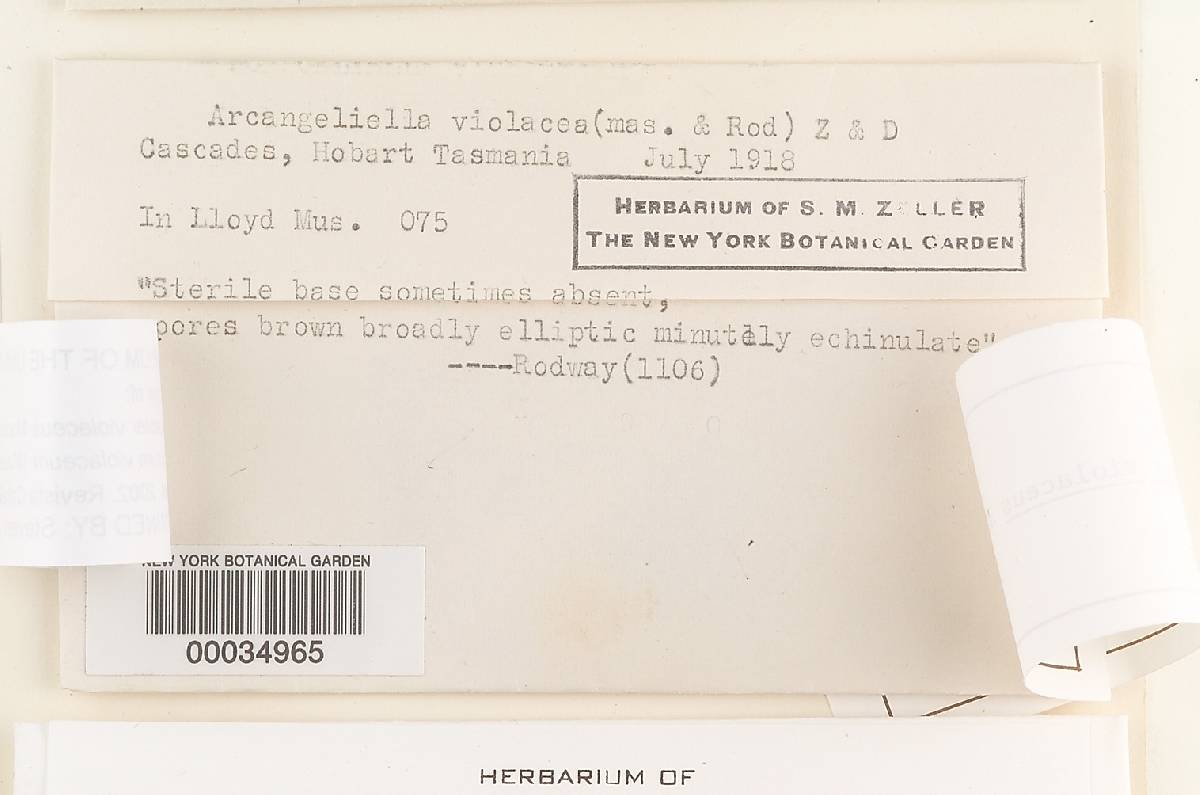 Arcangeliella violacea(mas. & Rod) Z & D
Cascades, Hobart Tasmania July 1918
HERBARIUM OF S. M. ZELLER
THE NEW YORK BOTANICAL GARDEN
In Lloyd Mus. 075
"Sterile base sometimes absent,
pores brown broadly elliptic minutely echinulate"
----Rodway(1106)
NEW YORK BOTANICAL GARDEN
00034965
HERBARIUM OF